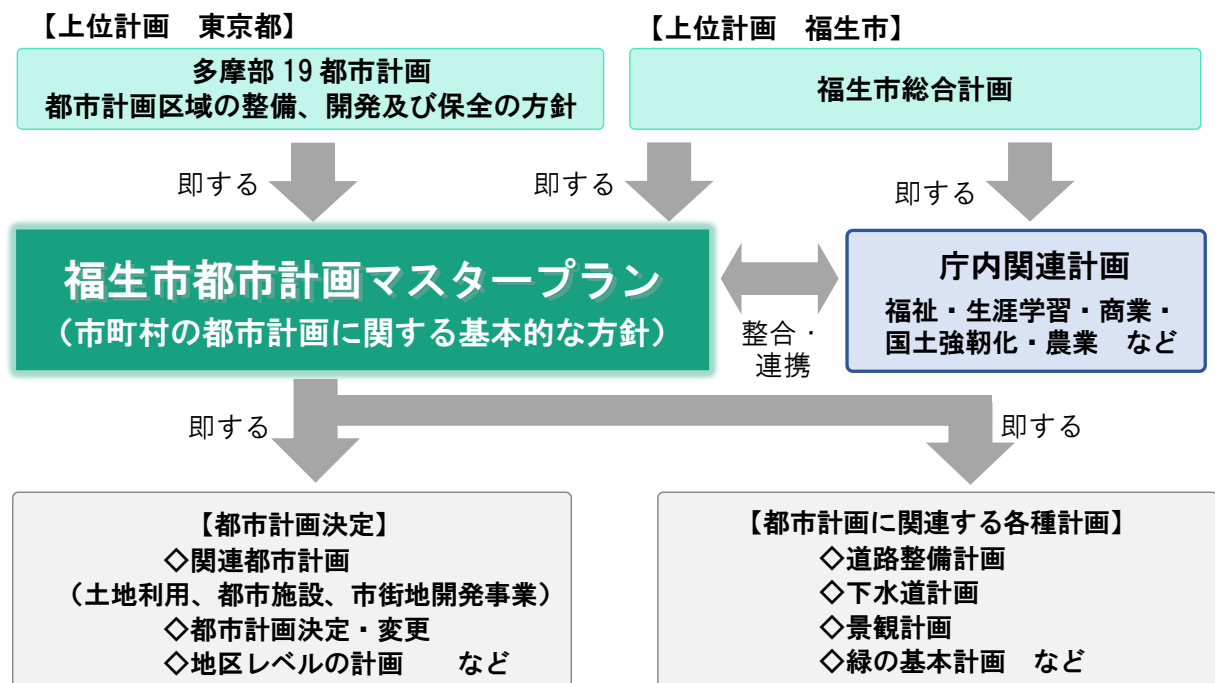 【上位計画　東京都】
多摩部 19 都市計画
都市計画区域の整備、開発及び保全の方針
【上位計画　福生市】
福生市総合計画
即する
即する
即する
福生市都市計画マスタープラン
（市町村の都市計画に関する基本的な方針）
整合・
連携
庁内関連計画
福祉・生涯学習・商業・
国土強靭化・農業　など
即する
即する
【都市計画決定】
◇関連都市計画
（土地利用、都市施設、市街地開発事業）
◇都市計画決定・変更
◇地区レベルの計画　　など
【都市計画に関連する各種計画】
◇道路整備計画
◇下水道計画
◇景観計画
◇緑の基本計画　など